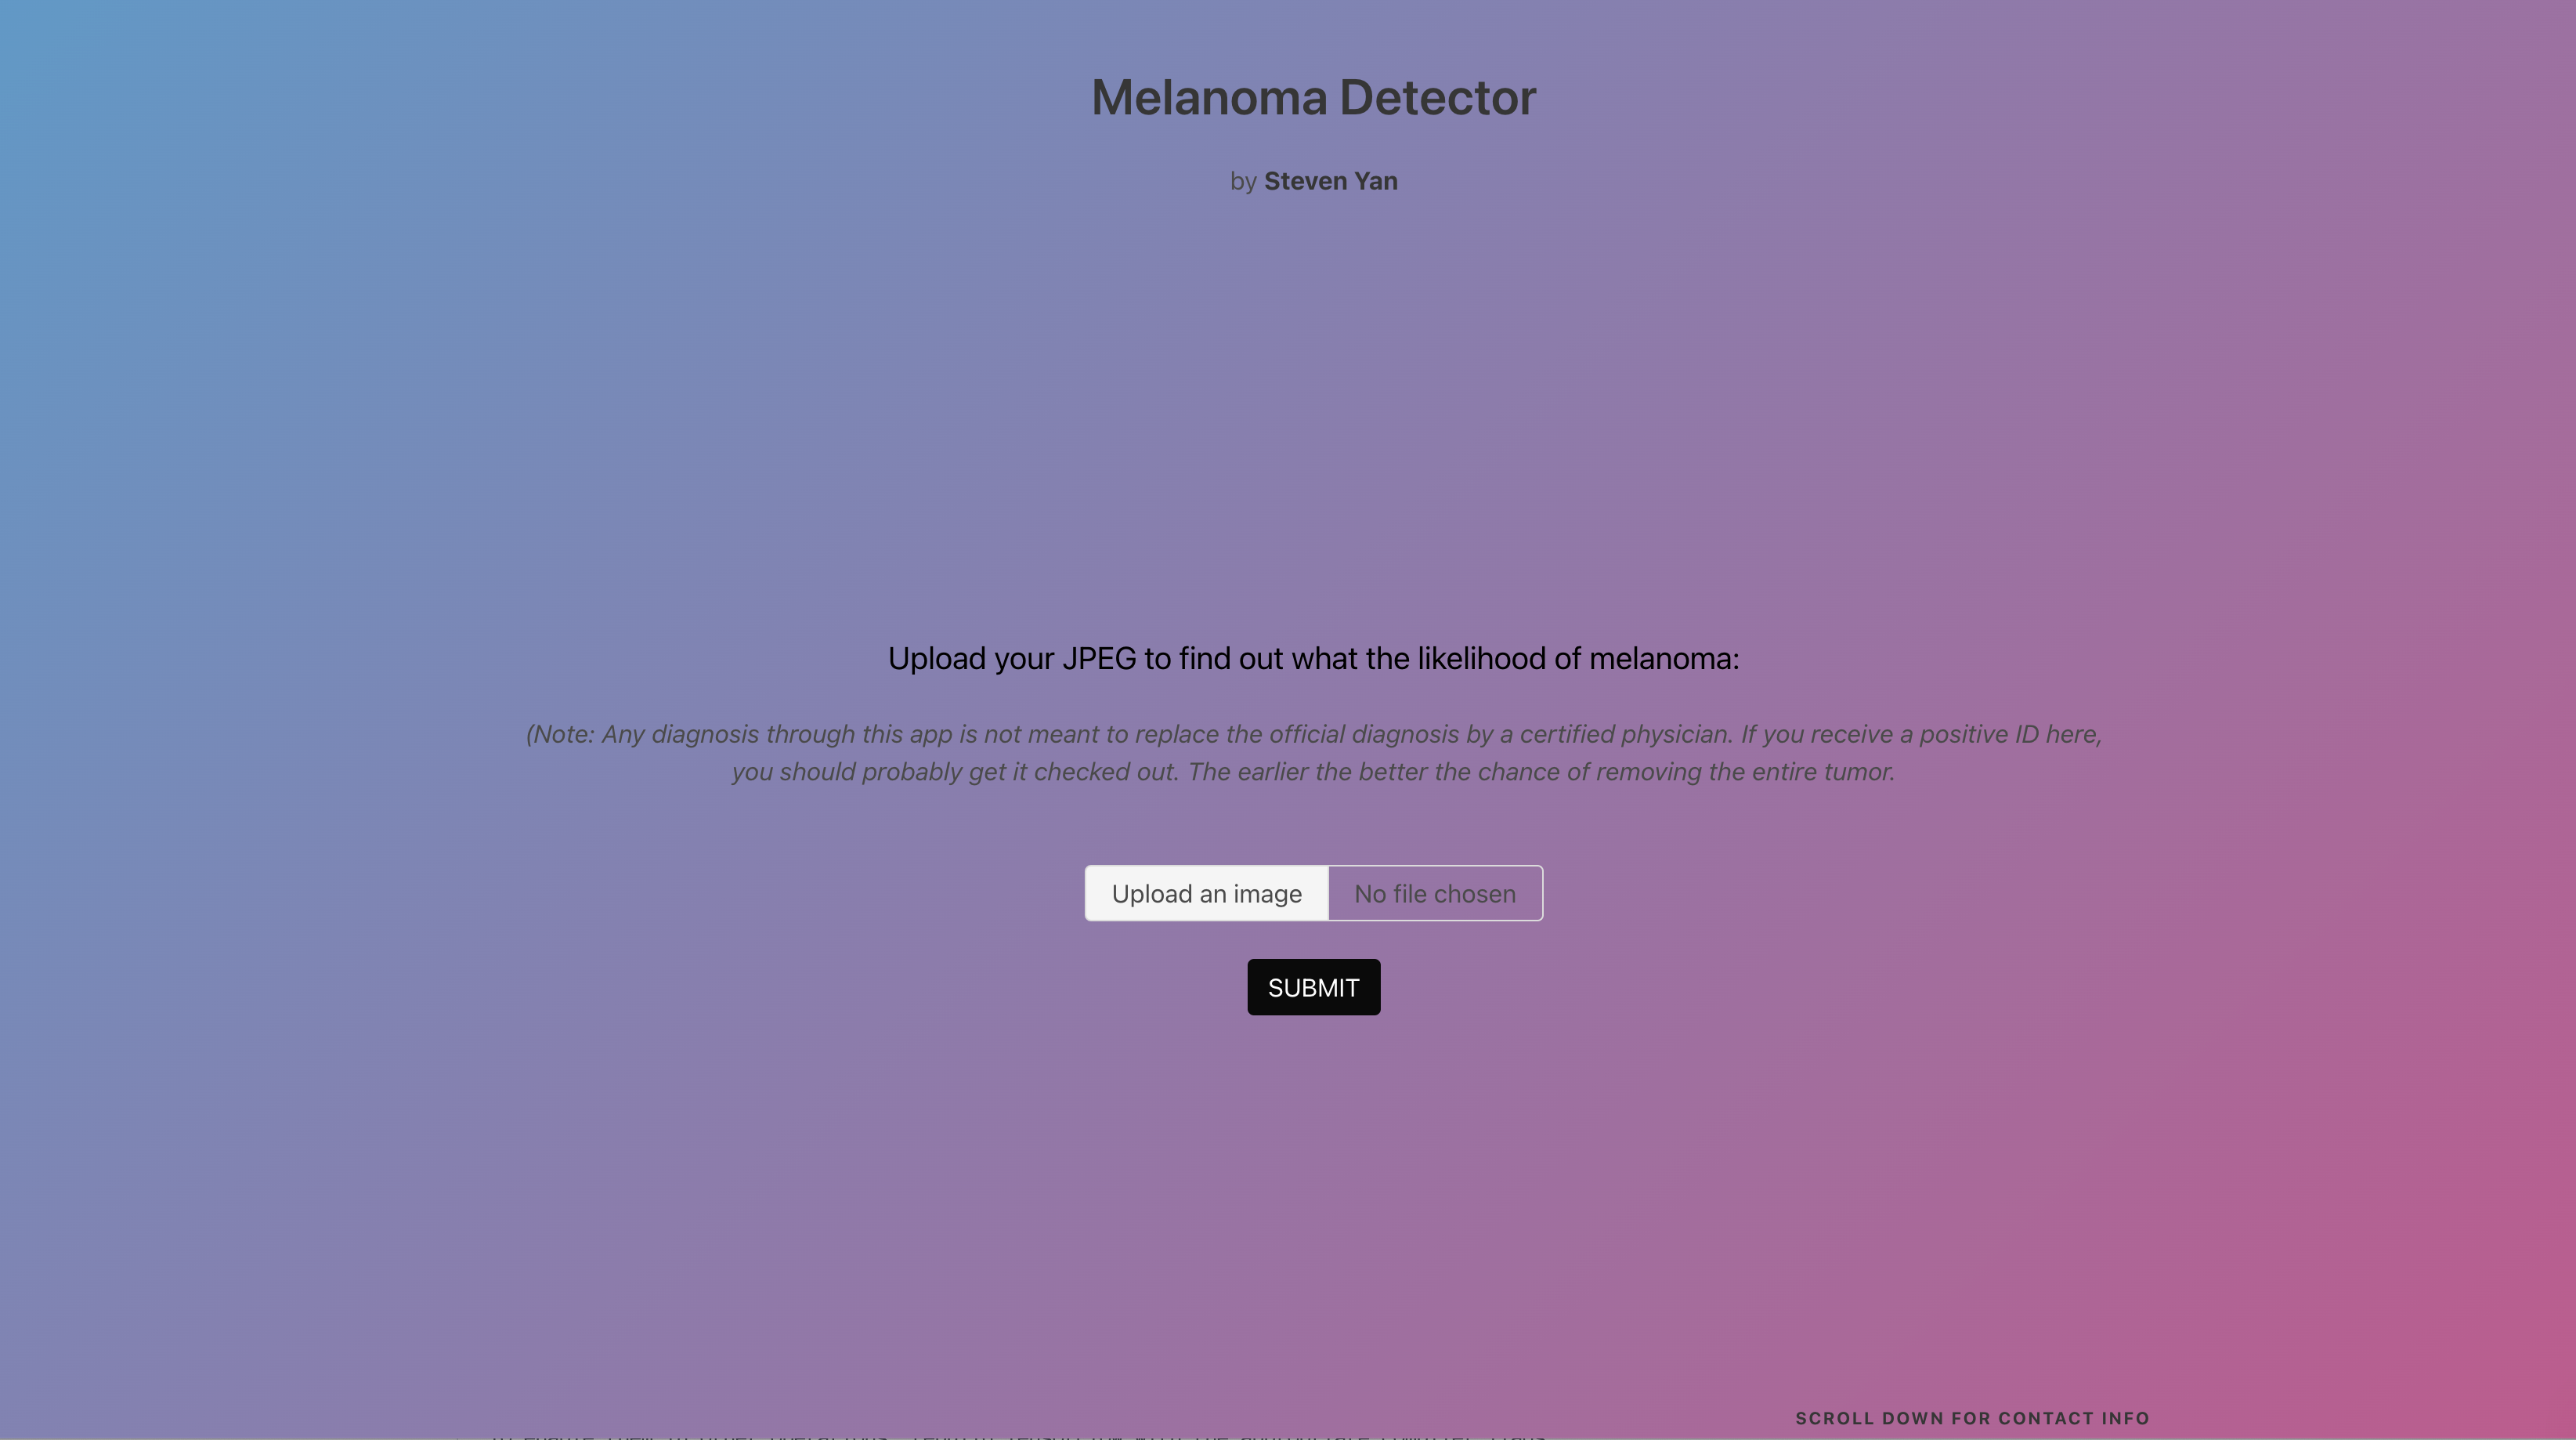 Melanoma Detector
by Steven Yan
Upload your JPEG to find out what the likelihood of melanoma:
(Note: Any diagnosis through this app is not meant to replace the official diagnosis by a certified physician. If you receive a positive ID here,
you should probably get it checked out. The earlier the better the chance of removing the entire tumor.
Upload an image No file chosen
SUBMIT
SCROLL DOWN FOR CONTACT INFO